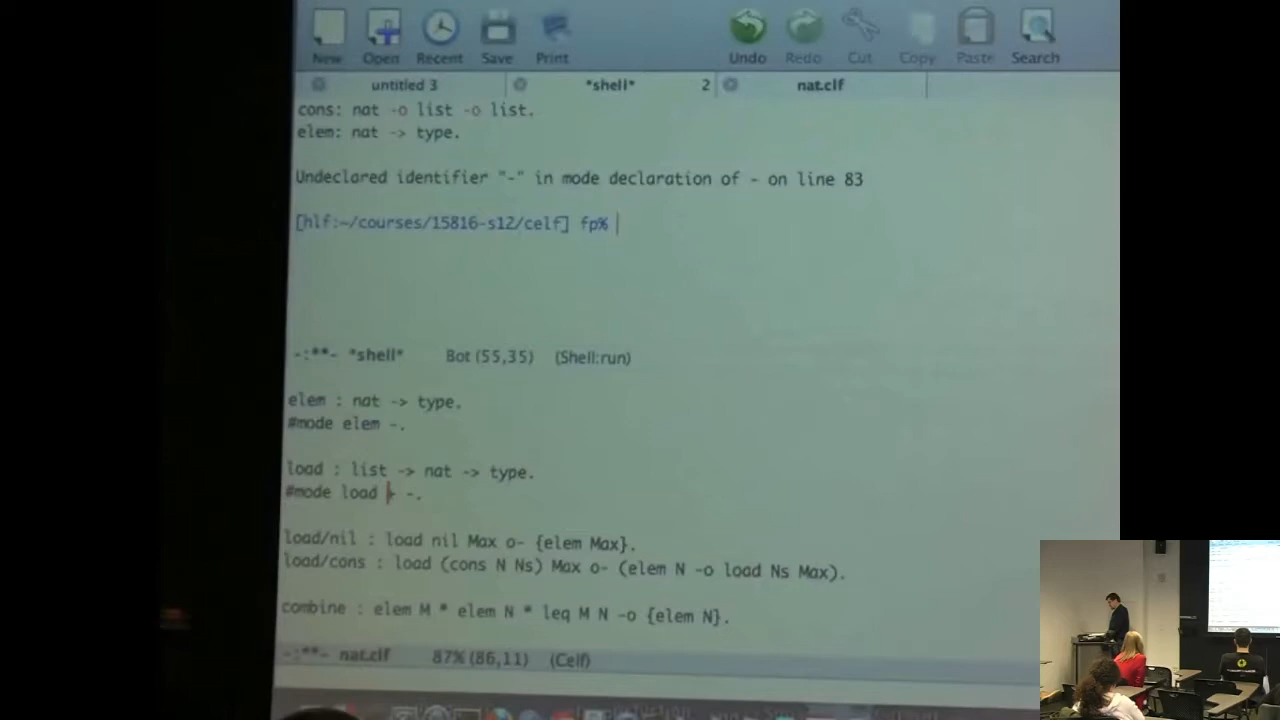 New Open Recent Save Print Undo Redo Cut Copy Paste Search
untitled 3 *shell* 2 nat.clf
cons: nat -o list -o list.
elem: nat -> type.
Undeclared identifier "-" in mode declaration of - on line 83
[hlf:~/courses/15816-s12/celf] fp%
-:**- *shell* Bot (55,35) (Shell:run)
elem : nat -> type.
#mode elem -.
load : list -> nat -> type.
#mode load + -.
load/nil : load nil Max o- {elem Max}.
load/cons : load (cons N Ns) Max o- (elem N -o load Ns Max).
combine : elem M * elem N * leq M N -o {elem N}.
-:**- nat.clf 87% (86,11) (Celf)